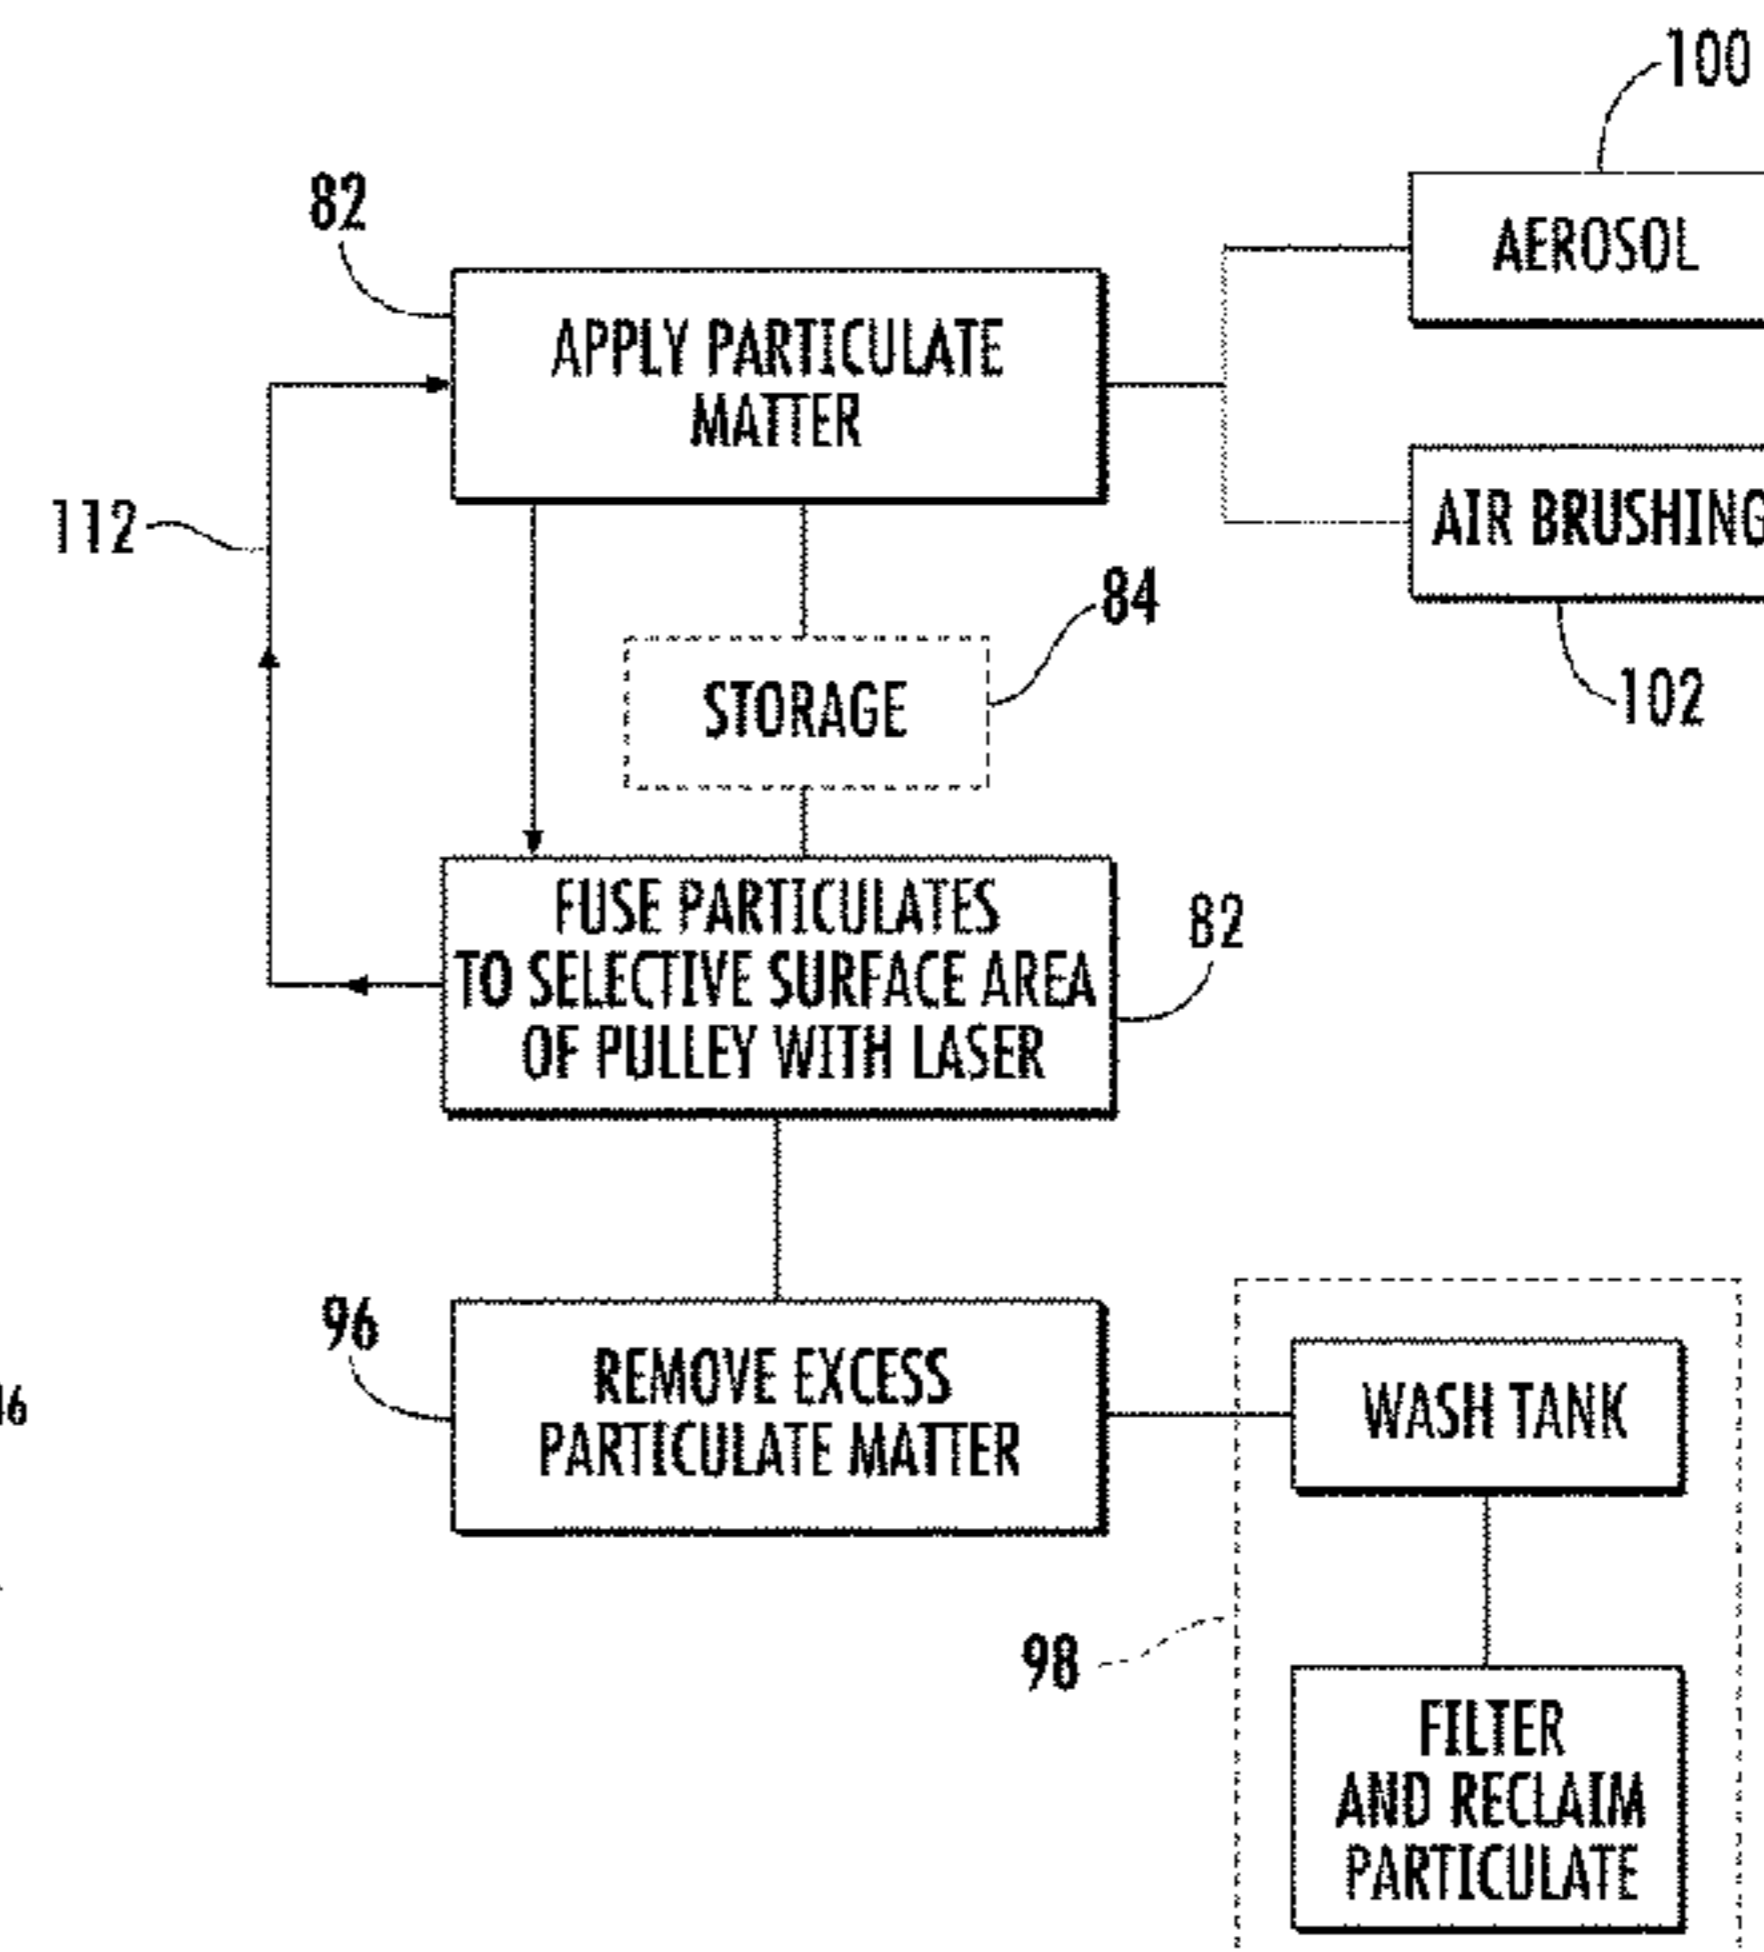 100
82
AEROSOL
APPLY PARTICULATE
MATTER
112
AIR BRUSHING
84
STORAGE
102
FUSE PARTICULATES
TO SELECTIVE SURFACE AREA
OF PULLEY WITH LASER
82
96
REMOVE EXCESS
PARTICULATE MATTER
WASH TANK
98
FILTER
AND RECLAIM
PARTICULATE